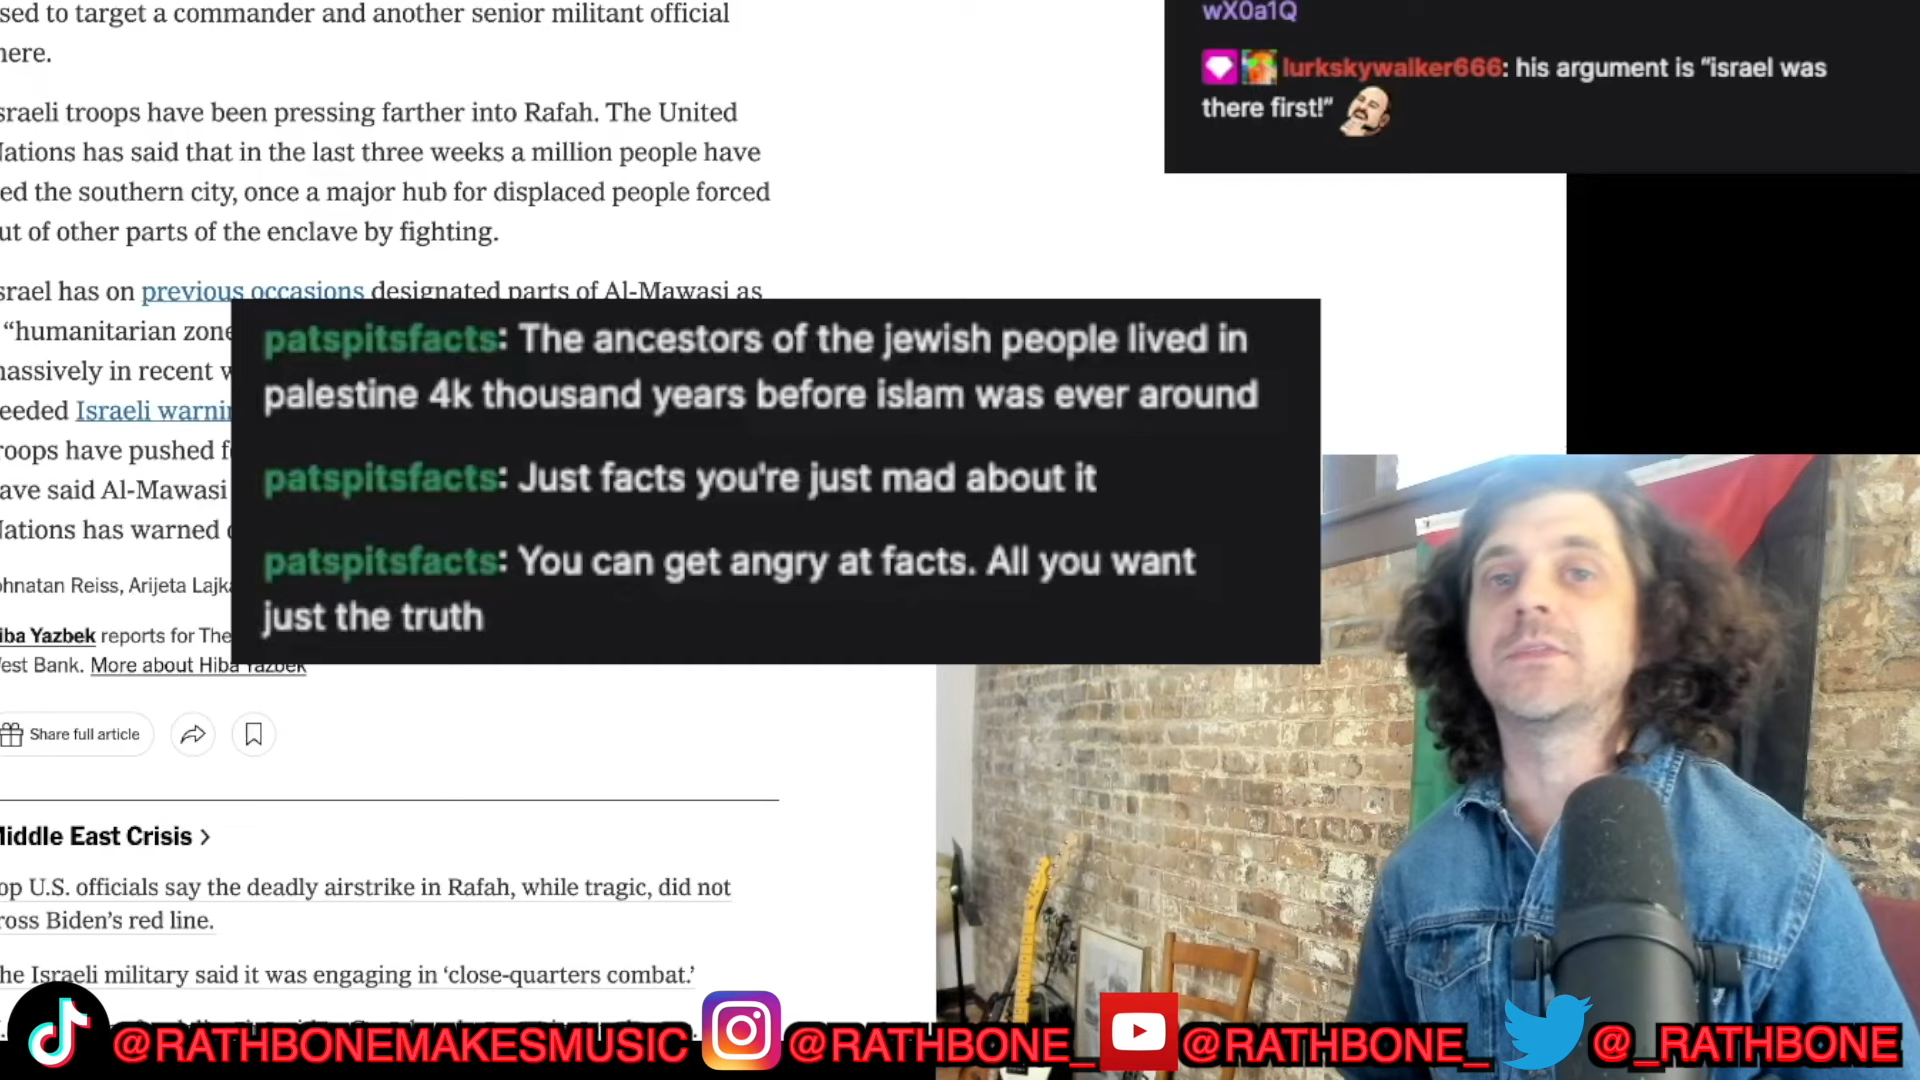 sed to target a commander and another senior militant official
here.
sraeli troops have been pressing farther into Rafah. The United
Nations has said that in the last three weeks a million people have
ed the southern city, once a major hub for displaced people forced
ut of other parts of the enclave by fighting.
srael has on previous occasions designated parts of Al-Mawasi as
“humanitarian zone
massively in recent w
eeded Israeli warnin
roops have pushed f
ave said Al-Mawasi
Nations has warned
ohnatan Reiss, Arijeta Lajka
iba Yazbek reports for The
West Bank. More about Hiba Yazbek
Share full article
Middle East Crisis >
op U.S. officials say the deadly airstrike in Rafah, while tragic, did not
ross Biden’s red line.
he Israeli military said it was engaging in ‘close-quarters combat.’
wX0a1Q
lurkskywalker666: his argument is “israel was
there first!”
patspitsfacts: The ancestors of the jewish people lived in
palestine 4k thousand years before islam was ever around
patspitsfacts: Just facts you're just mad about it
patspitsfacts: You can get angry at facts. All you want
just the truth
@RATHBONEMAKESMUSIC @RATHBONE_ @RATHBONE_ @_RATHBONE